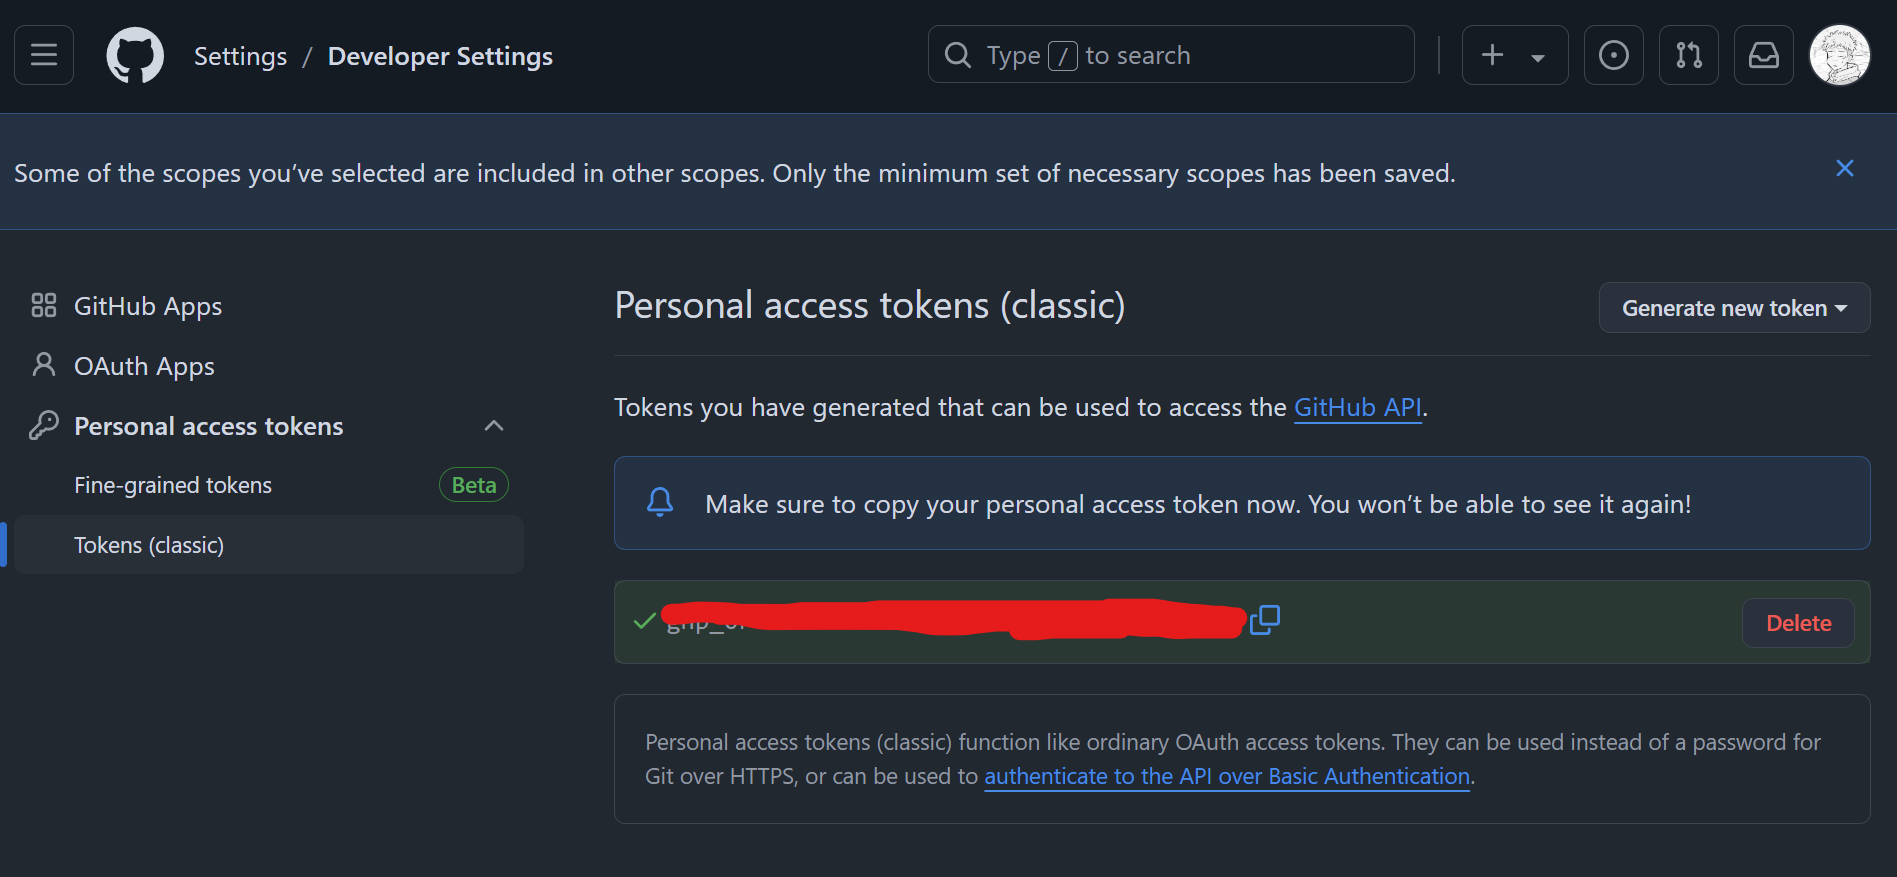 Settings / Developer Settings
Type / to search
Some of the scopes you’ve selected are included in other scopes. Only the minimum set of necessary scopes has been saved.
GitHub Apps
OAuth Apps
Personal access tokens
Fine-grained tokens
Beta
Tokens (classic)
Personal access tokens (classic)
Generate new token
Tokens you have generated that can be used to access the GitHub API.
Make sure to copy your personal access token now. You won’t be able to see it again!
Delete
Personal access tokens (classic) function like ordinary OAuth access tokens. They can be used instead of a password for
Git over HTTPS, or can be used to authenticate to the API over Basic Authentication.